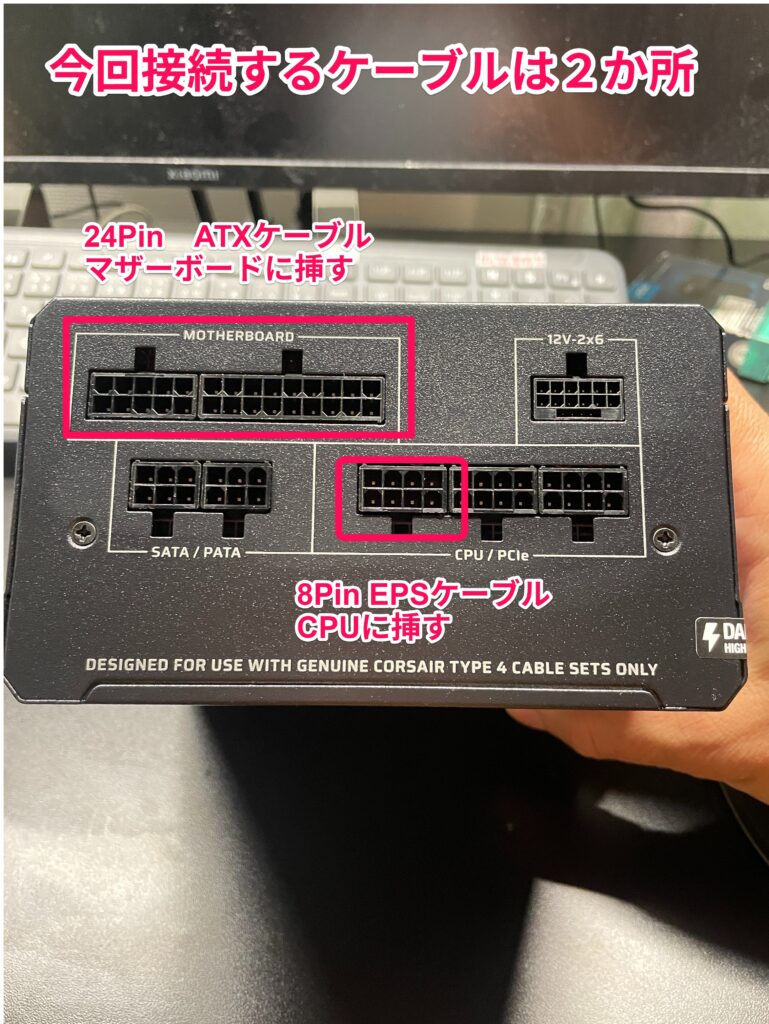 今回接続するケーブルは２か所
XIAOMI
24Pin　ATXケーブル
マザーボードに挿す
MOTHERBOARD
12V-2x6
SATA / PATA
CPU / PCIe
8Pin EPSケーブル
CPUに挿す
DESIGNED FOR USE WITH GENUINE CORSAIR TYPE 4 CABLE SETS ONLY